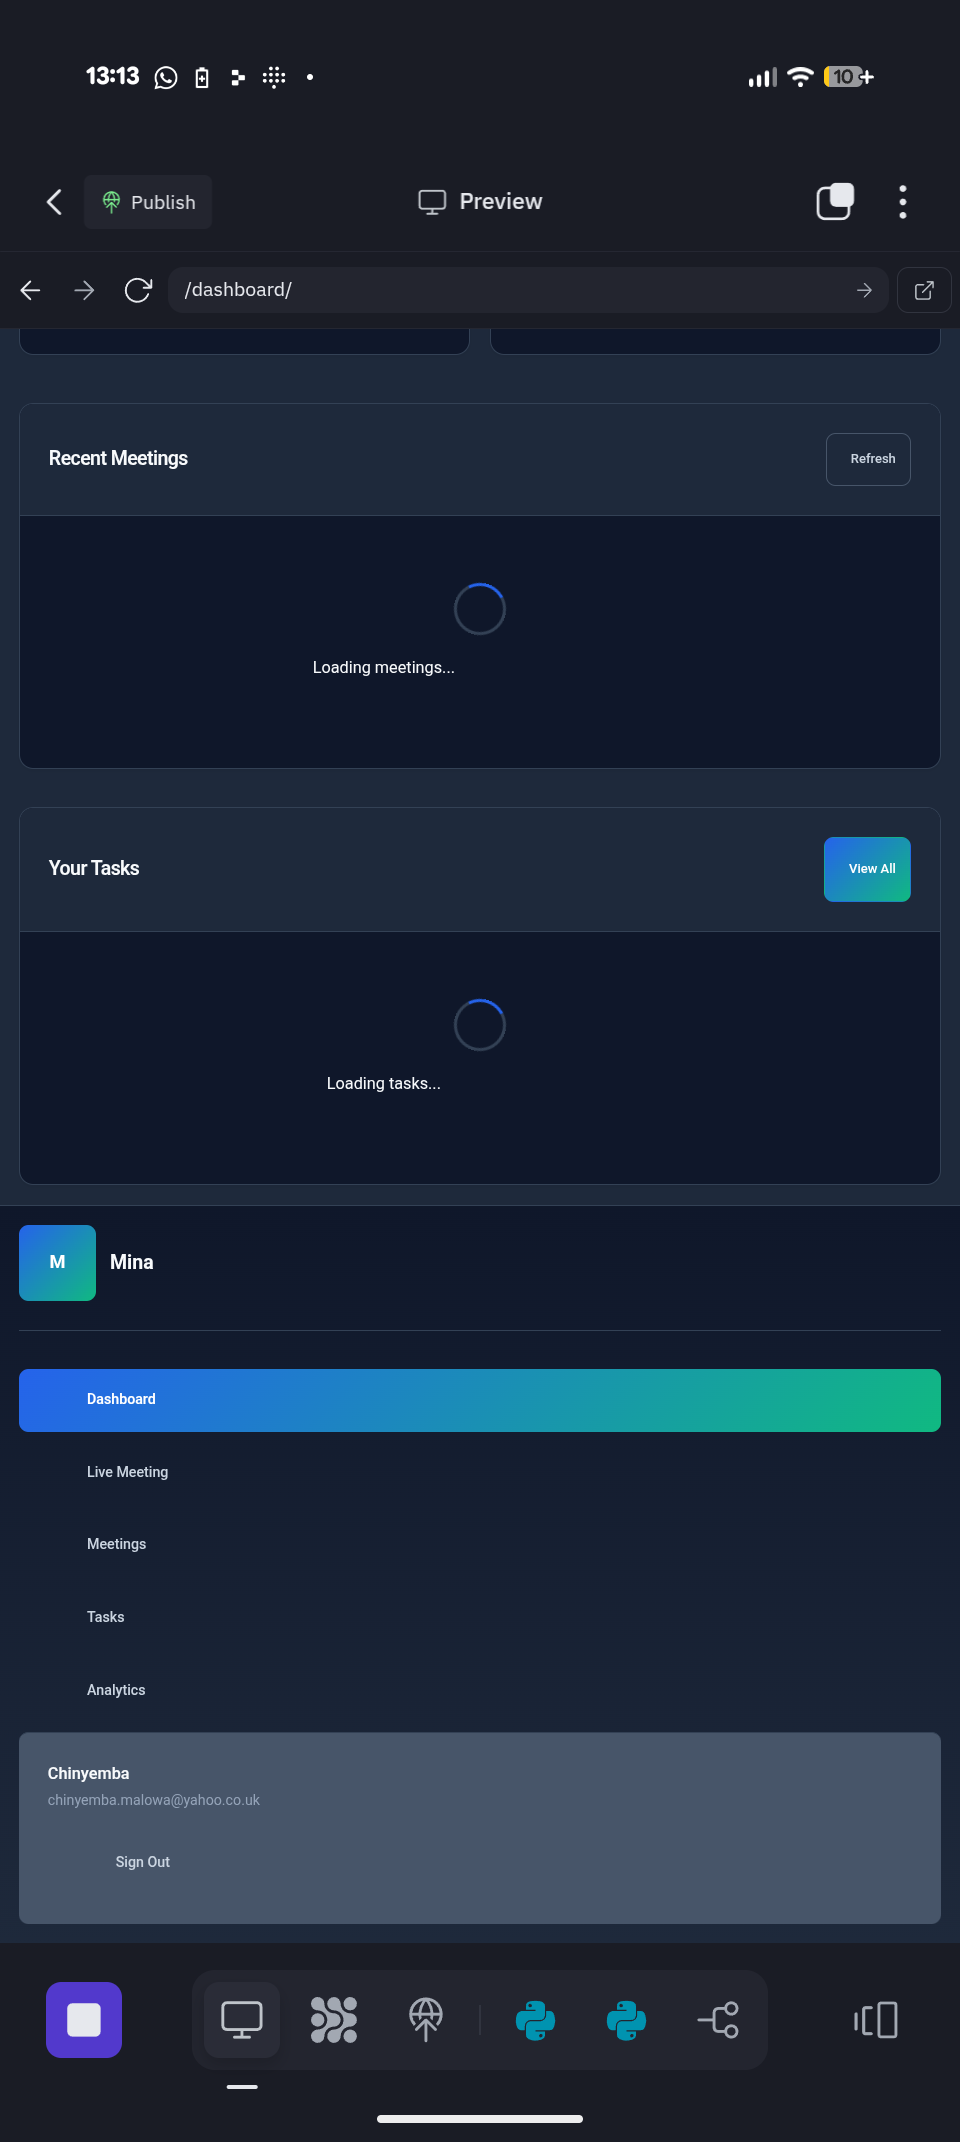 13:13
10
Publish
Preview
/dashboard/
Recent Meetings
Refresh
Loading meetings...
Your Tasks
View All
Loading tasks...
M
Mina
Dashboard
Live Meeting
Meetings
Tasks
Analytics
Chinyemba
chinyemba.malowa@yahoo.co.uk
Sign Out